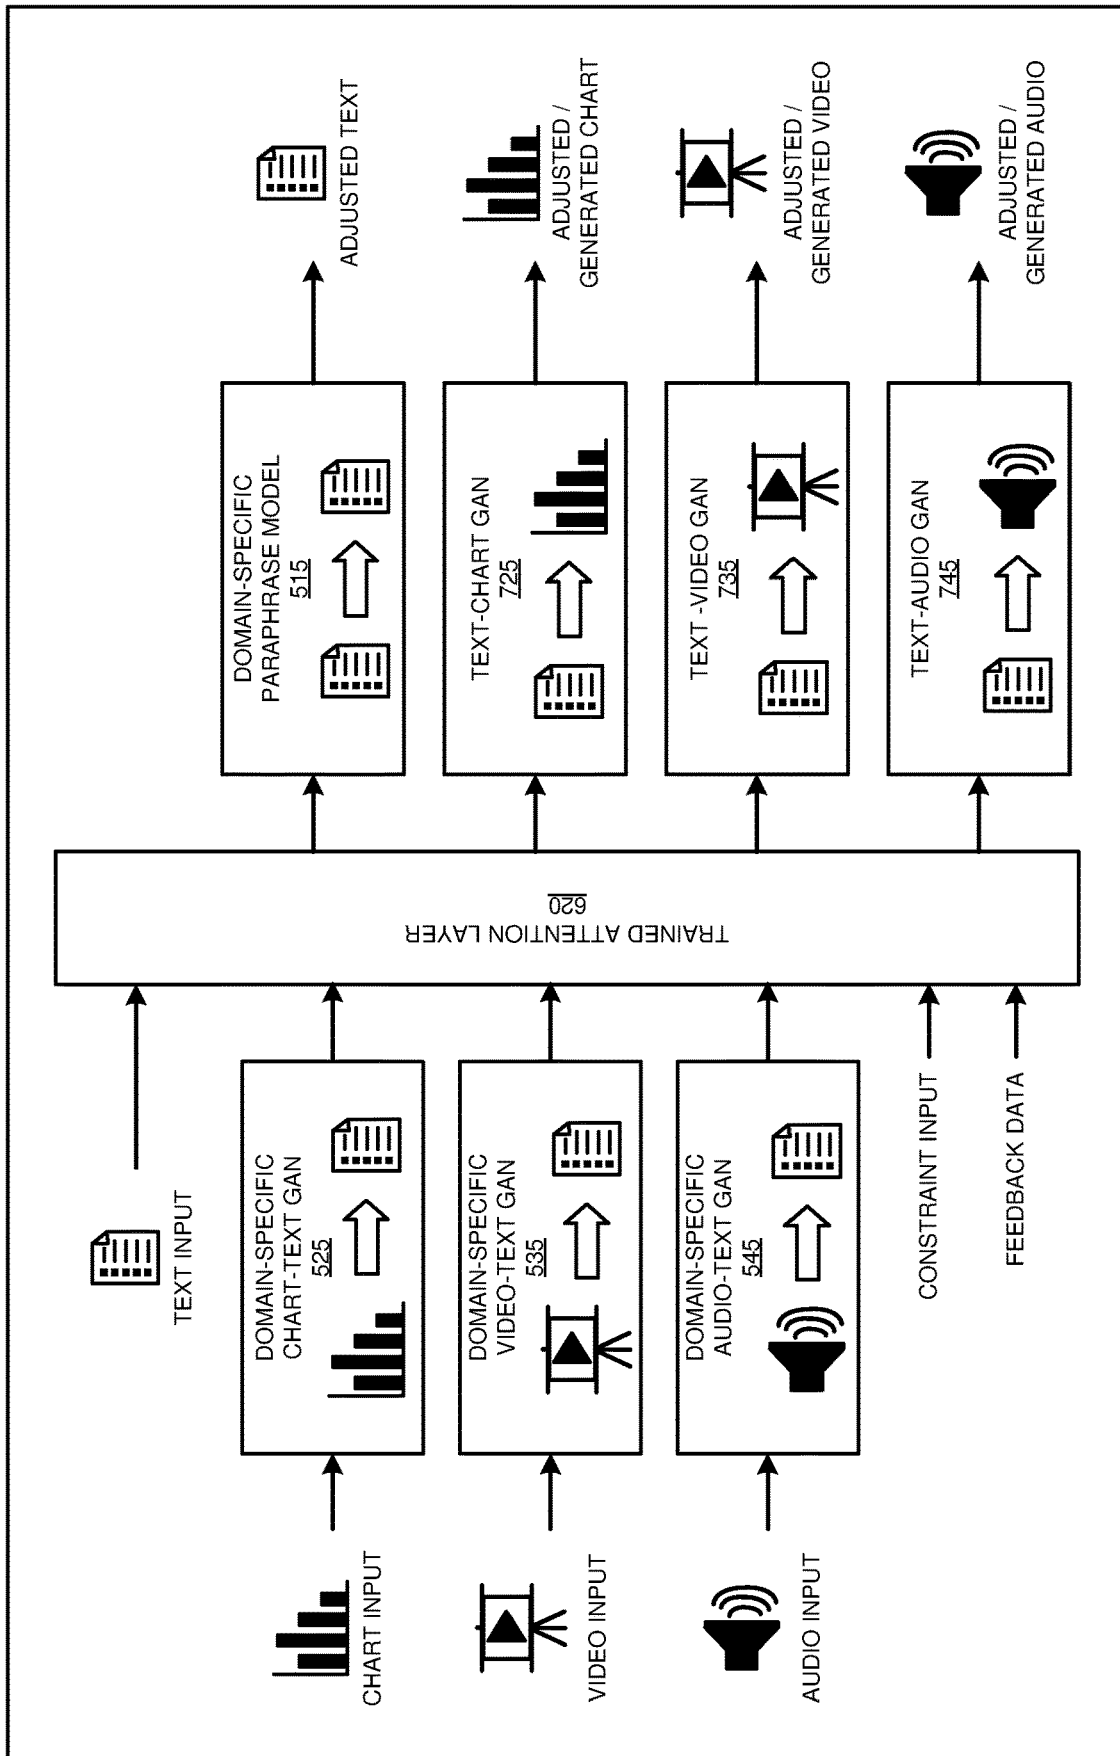 TEXT INPUT
CHART INPUT
DOMAIN-SPECIFIC
CHART-TEXT GAN
525
VIDEO INPUT
DOMAIN-SPECIFIC
VIDEO-TEXT GAN
535
AUDIO INPUT
DOMAIN-SPECIFIC
AUDIO-TEXT GAN
545
CONSTRAINT INPUT
FEEDBACK DATA
TRAINED ATTENTION LAYER
620
DOMAIN-SPECIFIC
PARAPHRASE MODEL
515
ADJUSTED TEXT
TEXT-CHART GAN
725
ADJUSTED /
GENERATED CHART
TEXT -VIDEO GAN
735
ADJUSTED /
GENERATED VIDEO
TEXT-AUDIO GAN
745
ADJUSTED /
GENERATED AUDIO